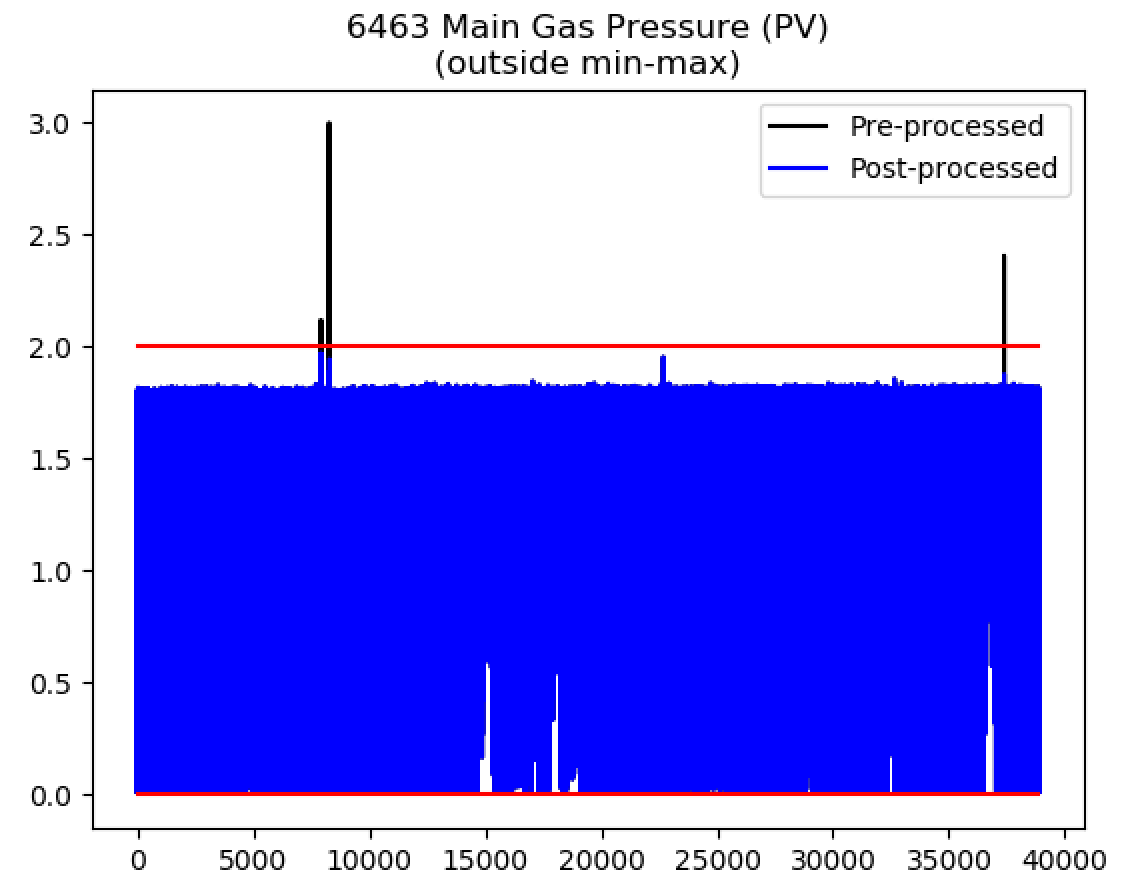 6463 Main Gas Pressure (PV)
(outside min-max)
Pre-processed
Post-processed
3.0
2.5
2.0
1.5
1.0
0.5
0.0
0 5000 10000 15000 20000 25000 30000 35000 40000